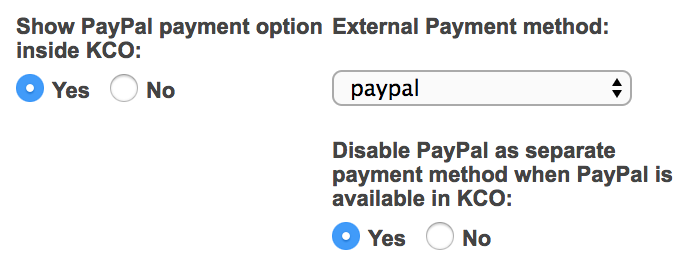 Show PayPal payment option
inside KCO:
Yes No
External Payment method:
paypal
Disable PayPal as separate
payment method when PayPal is
available in KCO:
Yes No